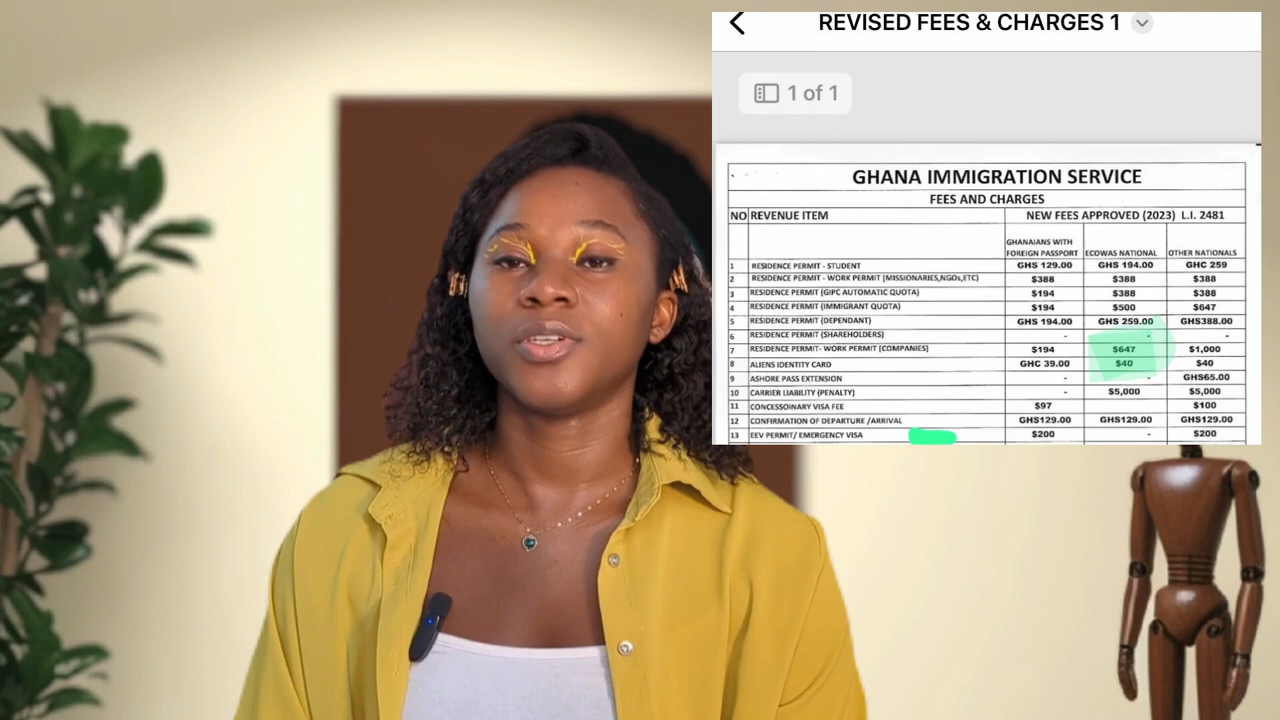 REVISED FEES & CHARGES 1
1 of 1
GHANA IMMIGRATION SERVICE
FEES AND CHARGES
NO REVENUE ITEM NEW FEES APPROVED (2023) L.I. 2481
GHANAIANS WITH
FOREIGN PASSPORT ECOWAS NATIONAL OTHER NATIONALS
1 RESIDENCE PERMIT - STUDENT GHS 129.00 GHS 194.00 GHC 259
2 RESIDENCE PERMIT - WORK PERMIT [MISSIONARIES,NGOs,ETC) $388 $388 $388
3 RESIDENCE PERMIT (GIPC AUTOMATIC QUOTA) $194 $388 $388
4 RESIDENCE PERMIT (IMMIGRANT QUOTA) $194 $500 $647
5 RESIDENCE PERMIT (DEPENDANT) GHS 194.00 GHS 259.00 GHS388.00
6 RESIDENCE PERMIT (SHAREHOLDERS) - - -
7 RESIDENCE PERMIT- WORK PERMIT [COMPANIES) $194 $647 $1,000
8 ALIENS IDENTITY CARD GHC 39.00 $40 $40
9 ASHORE PASS EXTENSION - - GHS65.00
10 CARRIER LIABILITY (PENALTY) - $5,000 $5,000
11 CONCESSOINARY VISA FEE $97 $100
12 CONFIRMATION OF DEPARTURE /ARRIVAL GHS129.00 GHS129.00 GHS129.00
13 EEV PERMIT/ EMERGENCY VISA $200 - $200